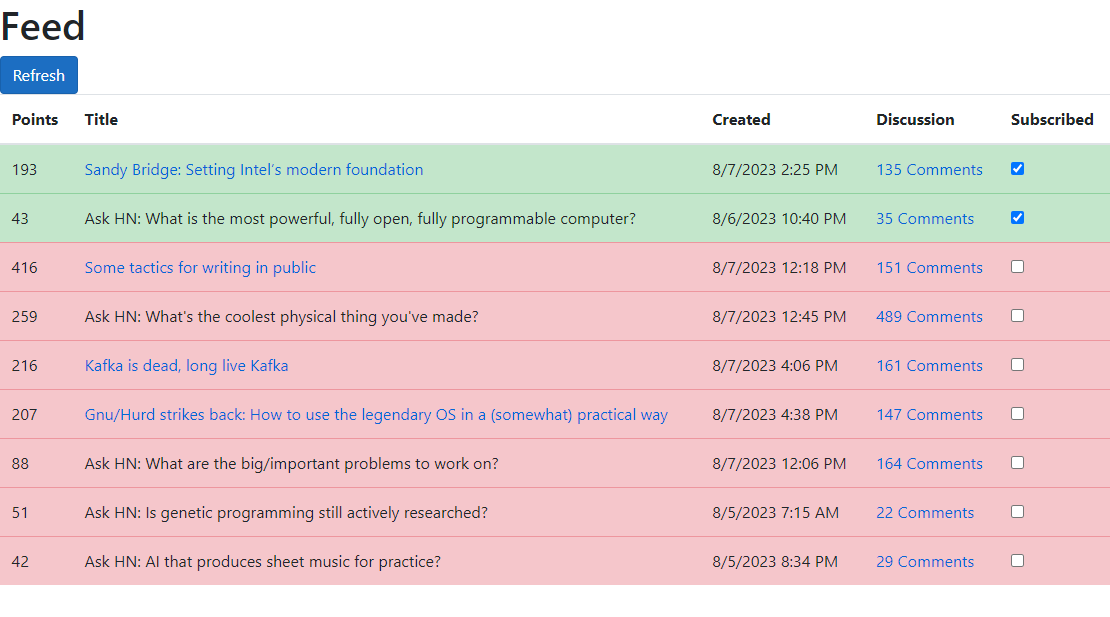 Feed
Refresh
Points Title Created Discussion Subscribed
193 Sandy Bridge: Setting Intel's modern foundation 8/7/2023 2:25 PM 135 Comments
43 Ask HN: What is the most powerful, fully open, fully programmable computer? 8/6/2023 10:40 PM 35 Comments
416 Some tactics for writing in public 8/7/2023 12:18 PM 151 Comments
259 Ask HN: What's the coolest physical thing you've made? 8/7/2023 12:45 PM 489 Comments
216 Kafka is dead, long live Kafka 8/7/2023 4:06 PM 161 Comments
207 Gnu/Hurd strikes back: How to use the legendary OS in a (somewhat) practical way 8/7/2023 4:38 PM 147 Comments
88 Ask HN: What are the big/important problems to work on? 8/7/2023 12:06 PM 164 Comments
51 Ask HN: Is genetic programming still actively researched? 8/5/2023 7:15 AM 22 Comments
42 Ask HN: AI that produces sheet music for practice? 8/5/2023 8:34 PM 29 Comments